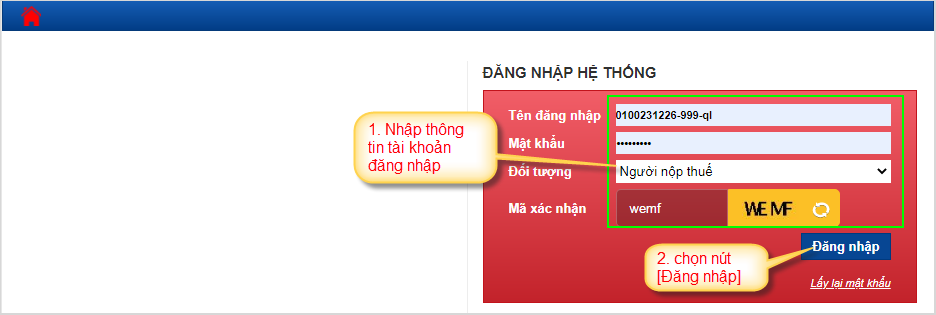 ĐĂNG NHẬP HỆ THỐNG
Tên đăng nhập
0100231226-999-ql
1. Nhập thông
tin tài khoản
đăng nhập
Mật khẩu
•••••••••
Đối tượng
Người nộp thuế
Mã xác nhận
wemf
WEMF
Đăng nhập
2. chọn nút
[Đăng nhập]
Lấy lại mật khẩu